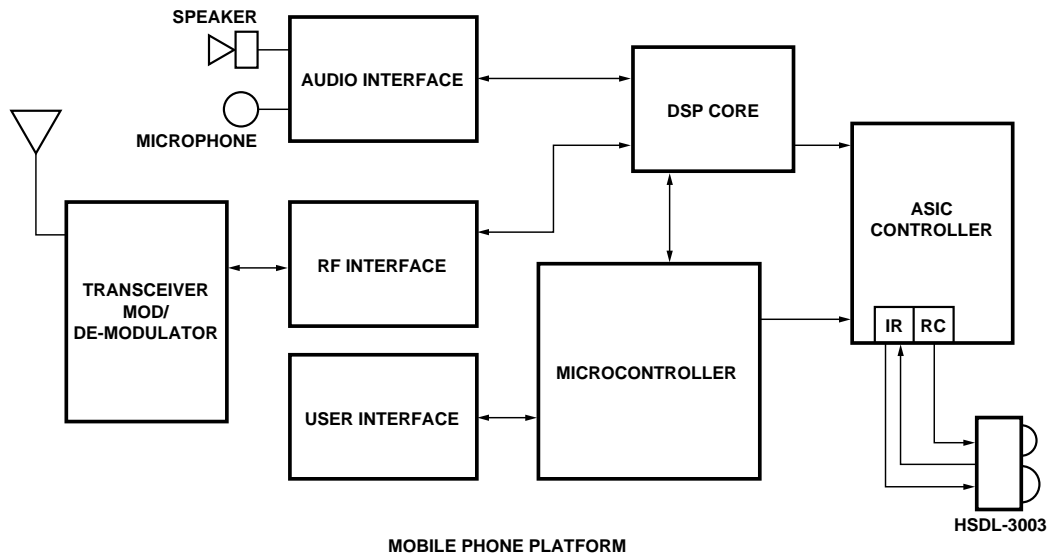 SPEAKER
AUDIO INTERFACE
MICROPHONE
DSP CORE
ASIC
CONTROLLER
TRANSCEIVER
MOD/
DE-MODULATOR
RF INTERFACE
IR
RC
MICROCONTROLLER
USER INTERFACE
HSDL-3003
MOBILE PHONE PLATFORM